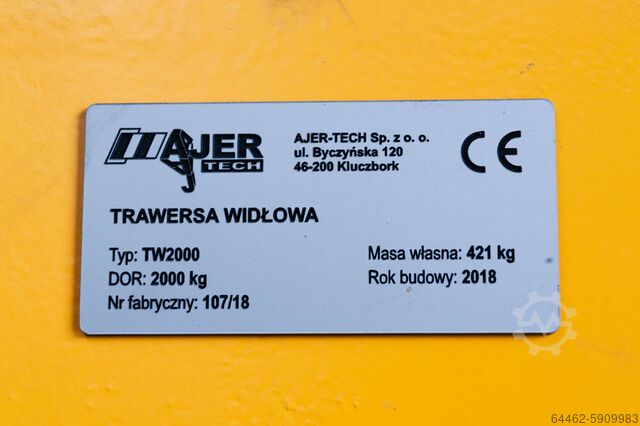 AJER
TECH
AJER-TECH Sp. z o. o.
ul. Byczyńska 120
46-200 Kluczbork
CE
TRAWERSA WIDŁOWA
Typ: TW2000
DOR: 2000 kg
Nr fabryczny: 107/18
Masa własna: 421 kg
Rok budowy: 2018
64462-5909983